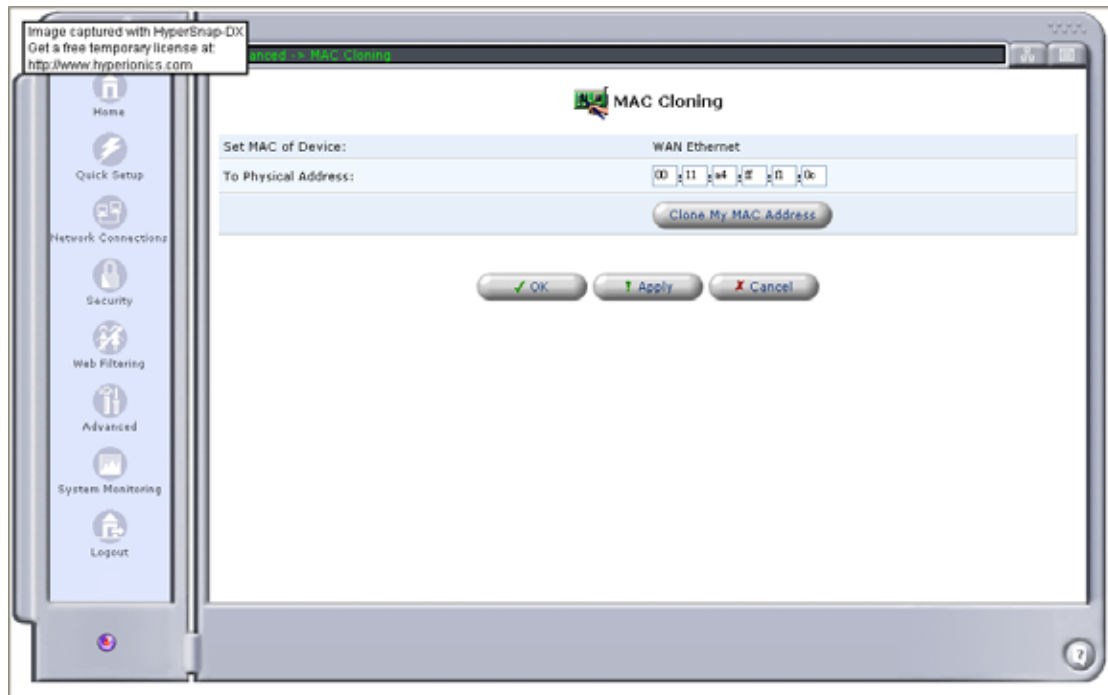 Image captured with HyperSnap-DX
Get a free temporary license at:
http://www.hyperionics.com
anced -> MAC Cloning
Home
Quick Setup
Network Connections
Security
Web Filtering
Advanced
System Monitoring
Logout
MAC Cloning
Set MAC of Device: WAN Ethernet
To Physical Address: 00 : 11 : a4 : ff : f1 : 0c
Clone My MAC Address
OK Apply Cancel
?